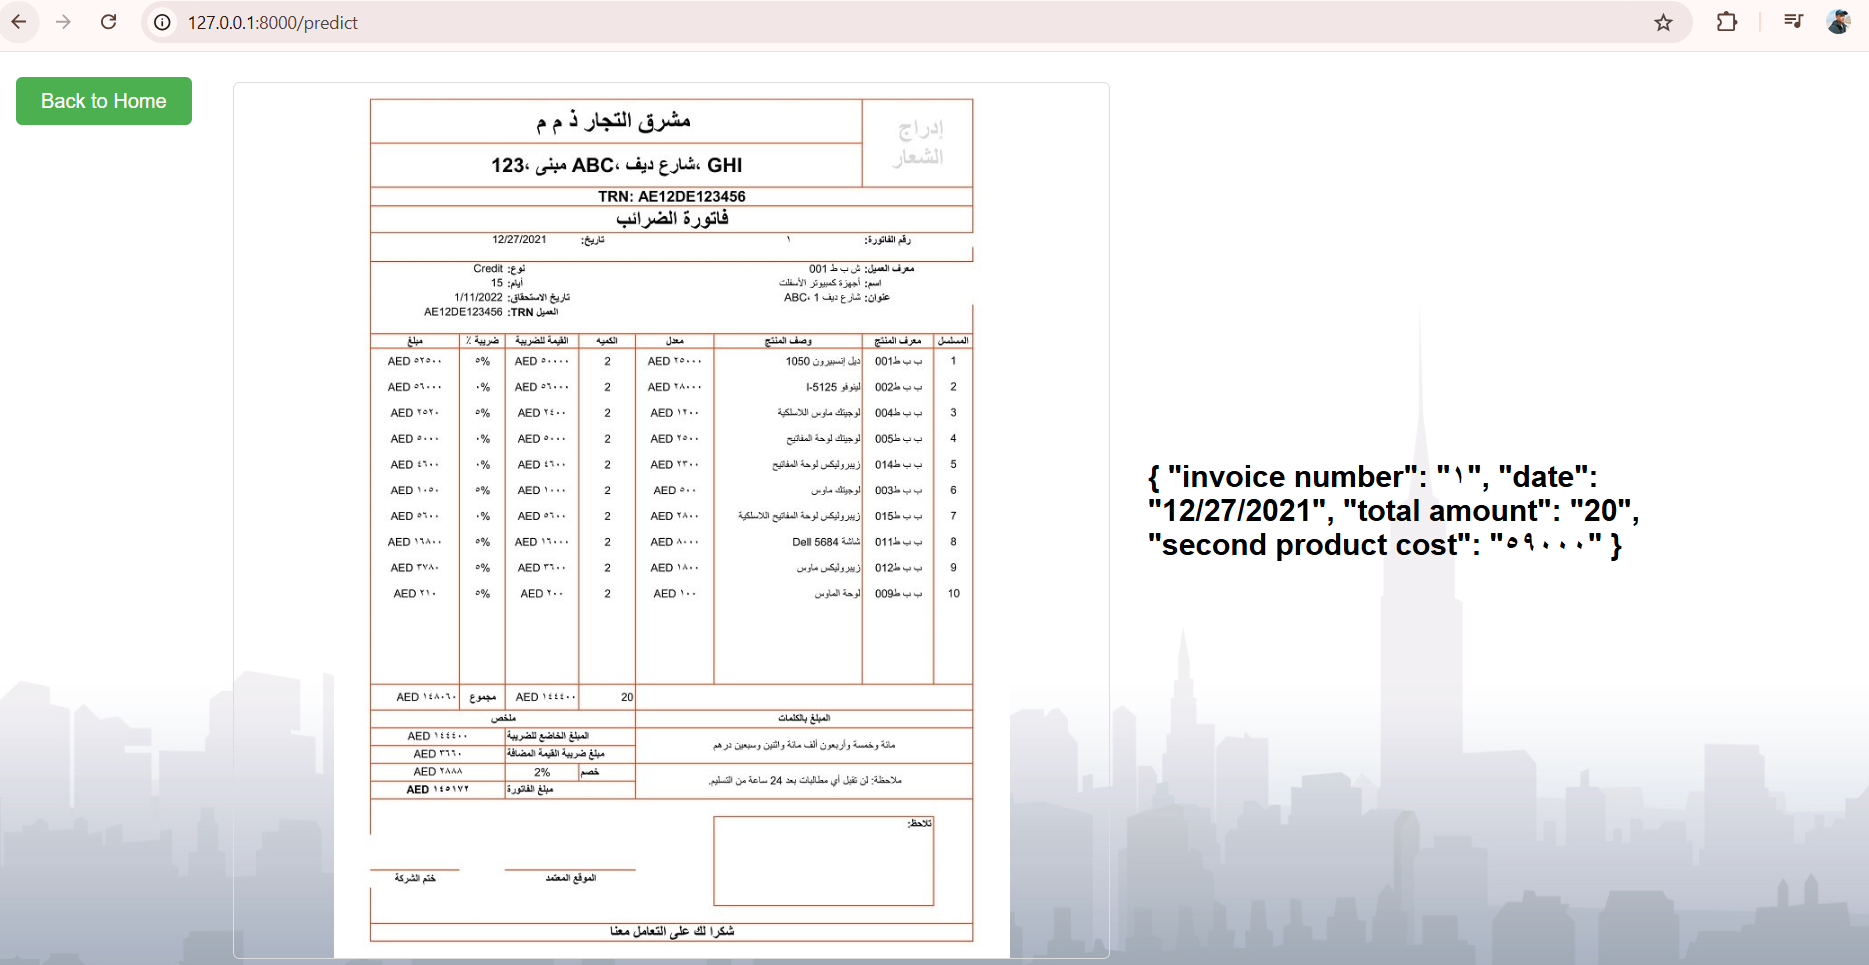 127.0.0.1:8000/predict
Back to Home
إدراج
الشعار
مشرق التجار ذ م م
123، مبنى ABC، شارع ديف، GHI
TRN: AE12DE123456
فاتورة الضرائب
رقم الفاتورة: ١ تاريخ: 12/27/2021
معرف العميل: ش ب ط 001 نوع: Credit
اسم: أجهزة كمبيوتر الأسفلت أيام: 15
عنوان: شارع ديف 1 ،ABC تاريخ الاستحقاق: 1/11/2022
العميل TRN: AE12DE123456
المسلسل معرف المنتج وصف المنتج معدل الكميه القيمة للضريبة ضريبة ٪ مبلغ
1 ب ب ط001 ديل إنسبيرون 1050 AED ٢٥٠٠٠ 2 AED ٥٠٠٠٠ ٥% AED ٥٢٥٠٠
2 ب ب ط002 لينوفو I-5125 AED ٢٨٠٠٠ 2 AED ٥٦٠٠٠ ٠% AED ٥٦٠٠٠
3 ب ب ط004 لوجيتك ماوس اللاسلكية AED ١٢٠٠ 2 AED ٢٤٠٠ ٥% AED ٢٥٢٠
4 ب ب ط005 لوجيتك لوحة المفاتيح AED ٢٥٠٠ 2 AED ٥٠٠٠ ٠% AED ٥٠٠٠
5 ب ب ط014 زيبروليكس لوحة المفاتيح AED ٢٣٠٠ 2 AED ٤٦٠٠ ٠% AED ٤٦٠٠
6 ب ب ط003 لوجيتك ماوس AED ٥٠٠ 2 AED ١٠٠٠ ٥% AED ١٠٥٠
7 ب ب ط015 زيبروليكس لوحة المفاتيح اللاسلكية AED ٢٨٠٠ 2 AED ٥٦٠٠ ٠% AED ٥٦٠٠
8 ب ب ط011 شاشة Dell 5684 AED ٨٠٠٠ 2 AED ١٦٠٠٠ ٥% AED ١٦٨٠٠
9 ب ب ط012 زيبروليكس ماوس AED ١٨٠٠ 2 AED ٣٦٠٠ ٥% AED ٣٧٨٠
10 ب ب ط009 لوحة الماوس AED ١٠٠ 2 AED ٢٠٠ ٥% AED ٢١٠
20 AED ١٤٤٤٠٠ مجموع AED ١٤٨٠٦٠
المبلغ بالكلمات ملخص
مائة وخمسة وأربعون ألف مائة واثنين وسبعين درهم
المبلغ الخاضع للضريبة AED ١٤٤٤٠٠
مبلغ ضريبة القيمة المضافة AED ٣٦٦٠
ملاحظة: لن تقبل أي مطالبات بعد 24 ساعة من التسليم.
خصم 2% AED ٢٨٨٨
مبلغ الفاتورة AED ١٤٥١٧٢
تلاحظ:
الموقع المعتمد ختم الشركة
شكرا لك على التعامل معنا
{ "invoice number": "١", "date":
"12/27/2021", "total amount": "20",
"second product cost": "٥٩٠٠٠" }